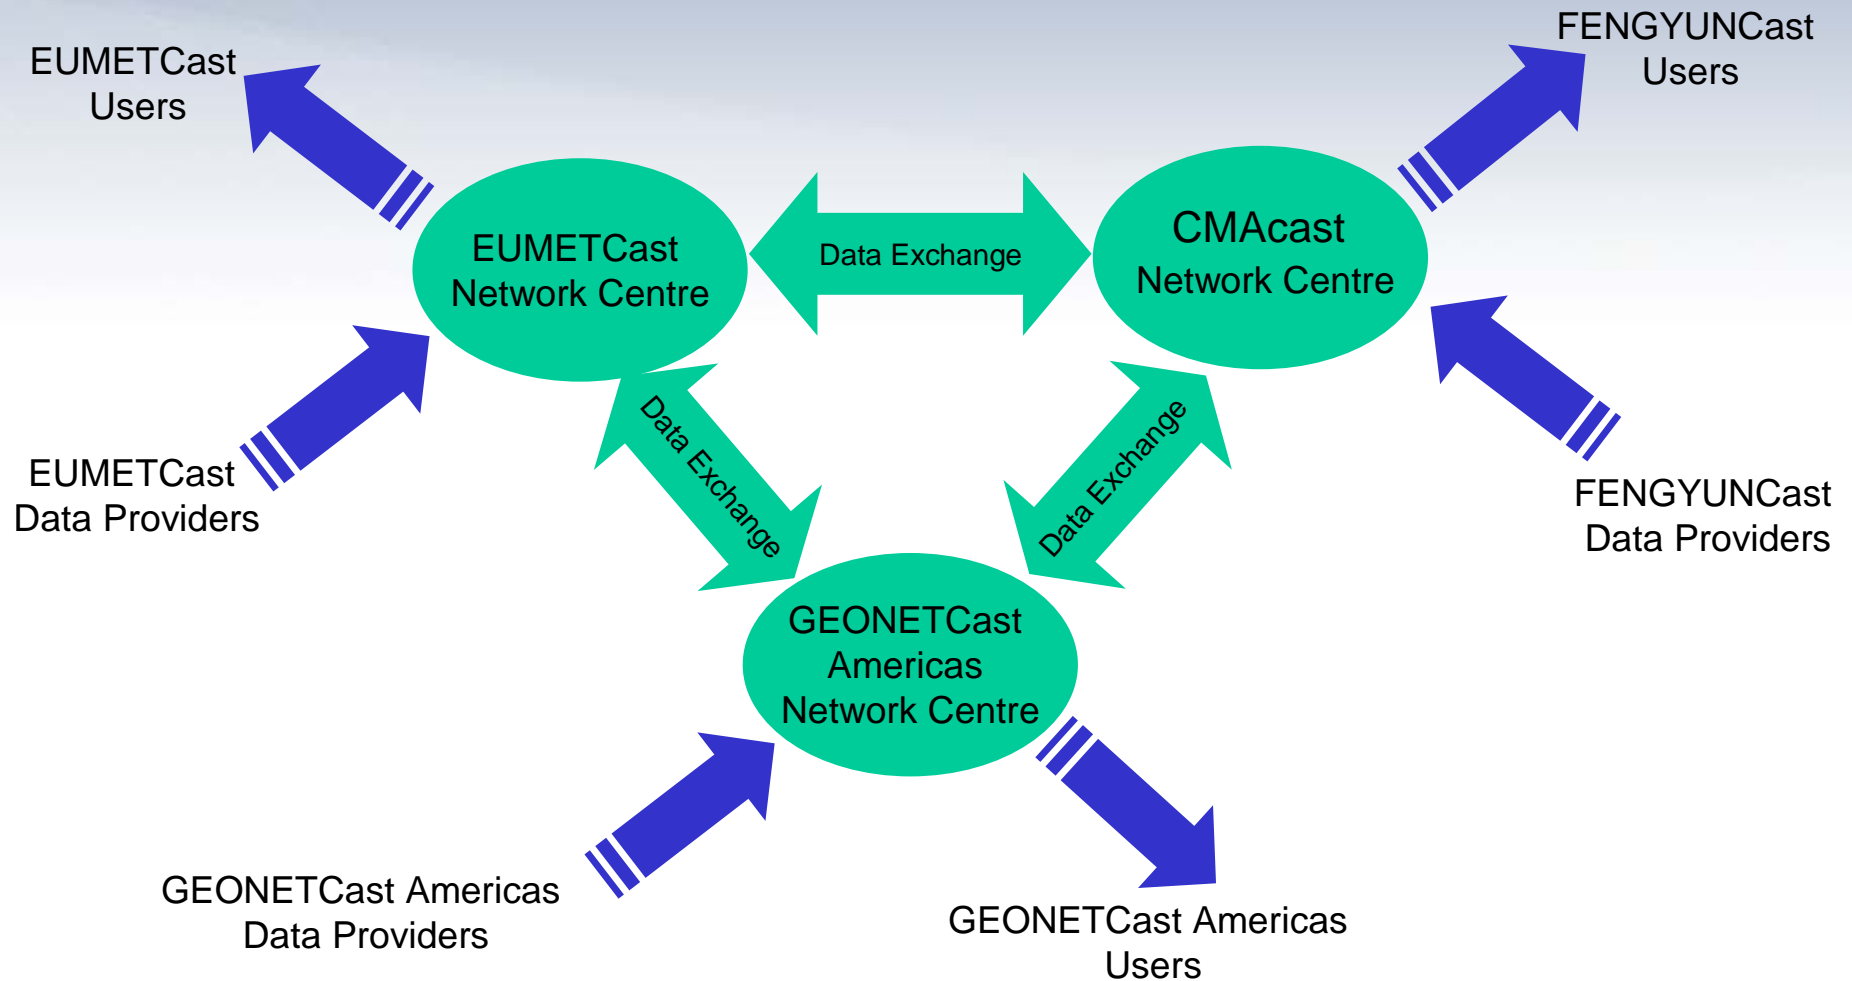 FENGYUNCast
Users
EUMETCast
Users
CMAcast
Network Centre
EUMETCast
Network Centre
Data Exchange
Data Exchange
Data Exchange
EUMETCast
Data Providers
FENGYUNCast
Data Providers
GEONETCast
Americas
Network Centre
GEONETCast Americas
Data Providers
GEONETCast Americas
Users